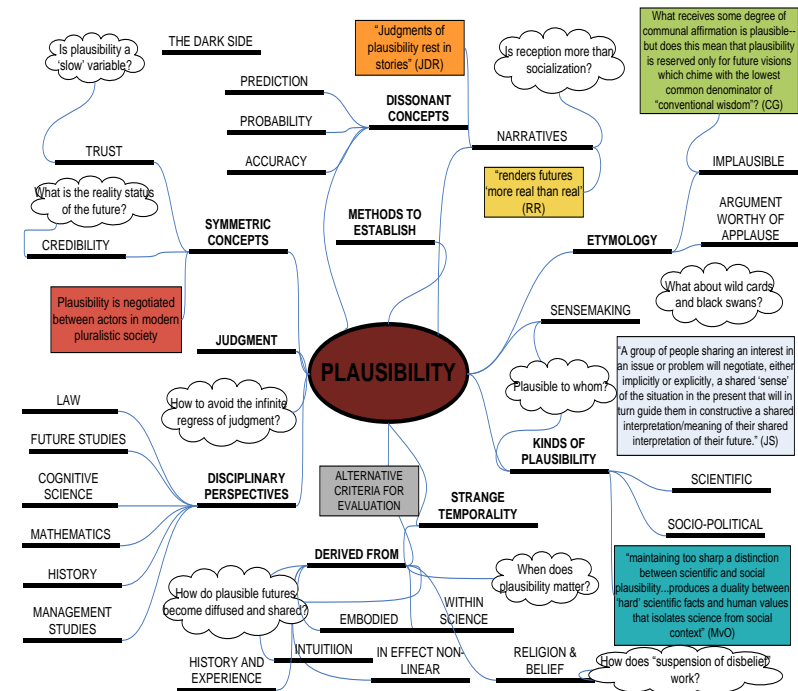 Is plausibility a
'slow' variable?
THE DARK SIDE
"Judgments of
plausibility rest in
stories" (JDR)
Is reception more than
socialization?
What receives some degree of
communal affirmation is plausible--
but does this mean that plausibility
is reserved only for future visions
which chime with the lowest
common denominator of
"conventional wisdom"? (CG)
PREDICTION
PROBABILITY
ACCURACY
DISSONANT
CONCEPTS
NARRATIVES
"renders futures
'more real than real'
(RR)
TRUST
What is the reality status
of the future?
CREDIBILITY
SYMMETRIC
CONCEPTS
METHODS TO
ESTABLISH
IMPLAUSIBLE
ARGUMENT
WORTHY OF
APPLAUSE
ETYMOLOGY
Plausibility is negotiated
between actors in modern
pluralistic society
SENSEMAKING
What about wild cards
and black swans?
JUDGMENT
PLAUSIBILITY
Plausible to whom?
"A group of people sharing an interest in
an issue or problem will negotiate, either
implicitly or explicitly, a shared 'sense'
of the situation in the present that will in
turn guide them in constructive a shared
interpretation/meaning of their shared
interpretation of their future." (JS)
How to avoid the infinite
regress of judgment?
LAW
FUTURE STUDIES
COGNITIVE
SCIENCE
MATHEMATICS
HISTORY
MANAGEMENT
STUDIES
DISCIPLINARY
PERSPECTIVES
ALTERNATIVE
CRITERIA FOR
EVALUATION
STRANGE
TEMPORALITY
KINDS OF
PLAUSIBILITY
SCIENTIFIC
SOCIO-POLITICAL
DERIVED FROM
When does
plausibility matter?
"maintaining too sharp a distinction
between scientific and social
plausibility...produces a duality between
'hard' scientific facts and human values
that isolates science from social
context" (MvO)
How do plausible futures
become diffused and shared?
EMBODIED
WITHIN
SCIENCE
INTUITIION
HISTORY AND
EXPERIENCE
IN EFFECT NON-
LINEAR
RELIGION &
BELIEF
How does "suspension of disbelief"
work?